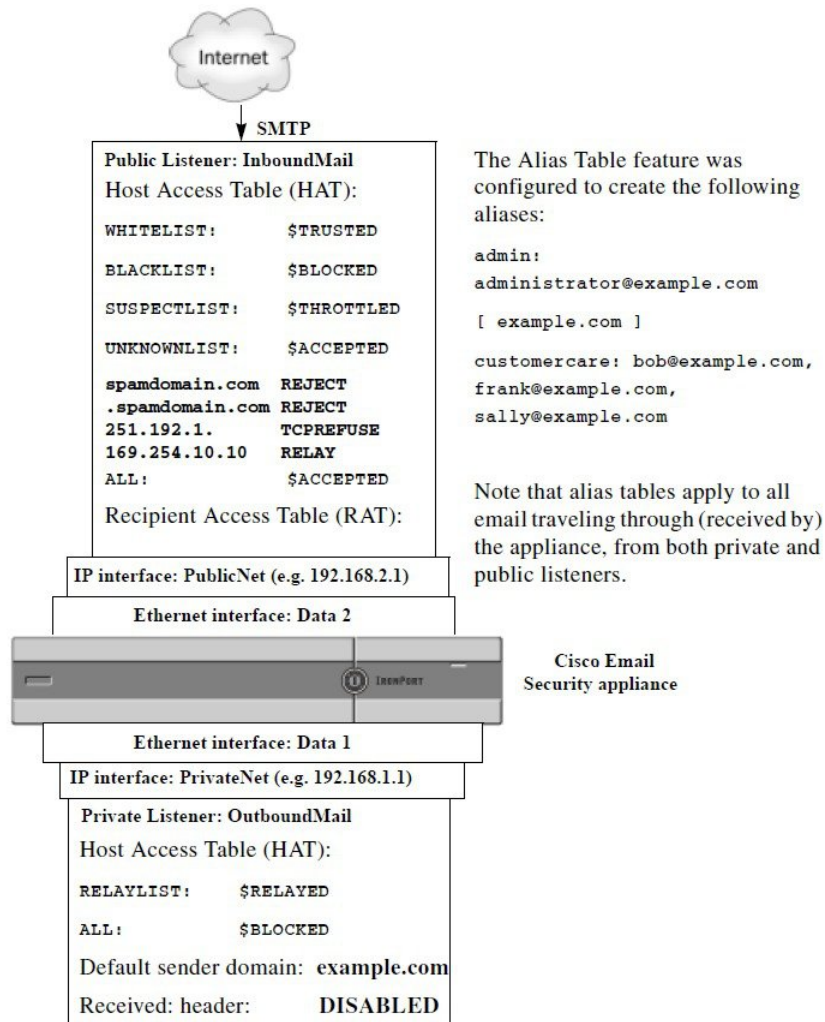 Internet
SMTP
Public Listener: InboundMail
Host Access Table (HAT):
WHITELIST: $TRUSTED
BLACKLIST: $BLOCKED
SUSPECTLIST: $THROTTLED
UNKNOWNLIST: $ACCEPTED
spamdomain.com REJECT
.spamdomain.com REJECT
251.192.1. TCPREFUSE
169.254.10.10 RELAY
ALL: $ACCEPTED
Recipient Access Table (RAT):
The Alias Table feature was
configured to create the following
aliases:
admin:
administrator@example.com
[ example.com ]
customercare: bob@example.com,
frank@example.com,
sally@example.com
Note that alias tables apply to all
email traveling through (received by)
the appliance, from both private and
public listeners.
IP interface: PublicNet (e.g. 192.168.2.1)
Ethernet interface: Data 2
IRONPORT
Cisco Email
Security appliance
Ethernet interface: Data 1
IP interface: PrivateNet (e.g. 192.168.1.1)
Private Listener: OutboundMail
Host Access Table (HAT):
RELAYLIST: $RELAYED
ALL: $BLOCKED
Default sender domain: example.com
Received: header: DISABLED